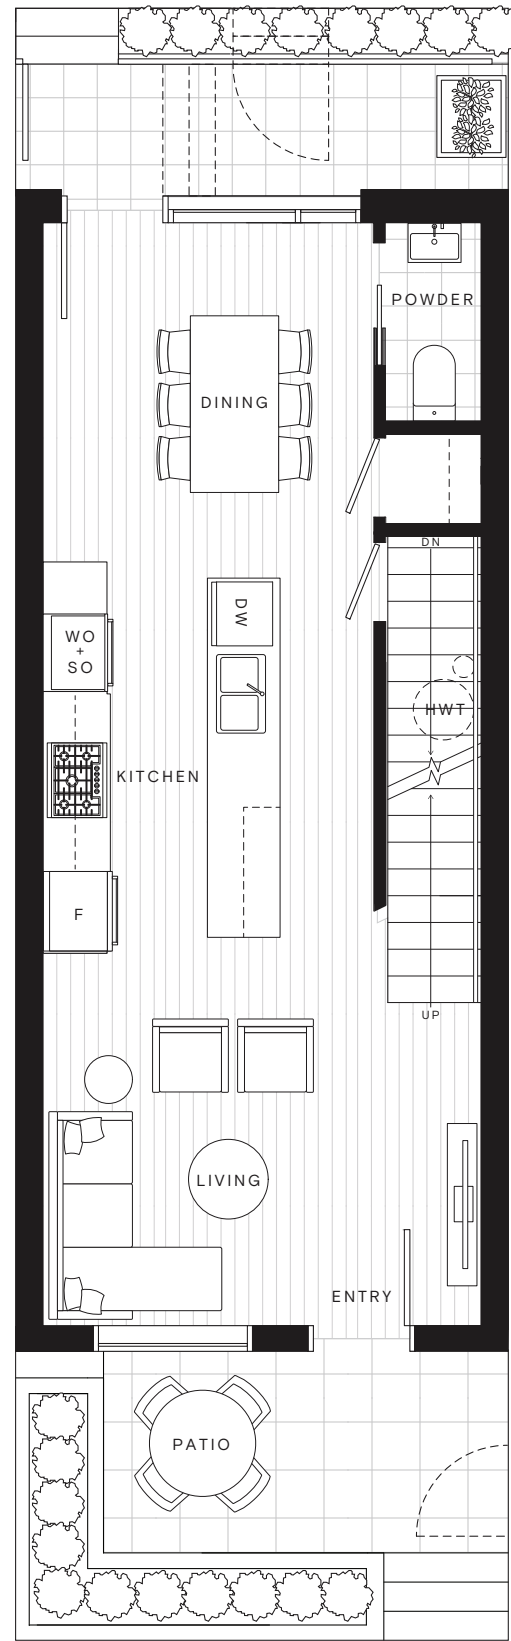 POWDER
DINING
DN
DW
WO
+
SO
HWT
KITCHEN
F
UP
LIVING
ENTRY
PATIO